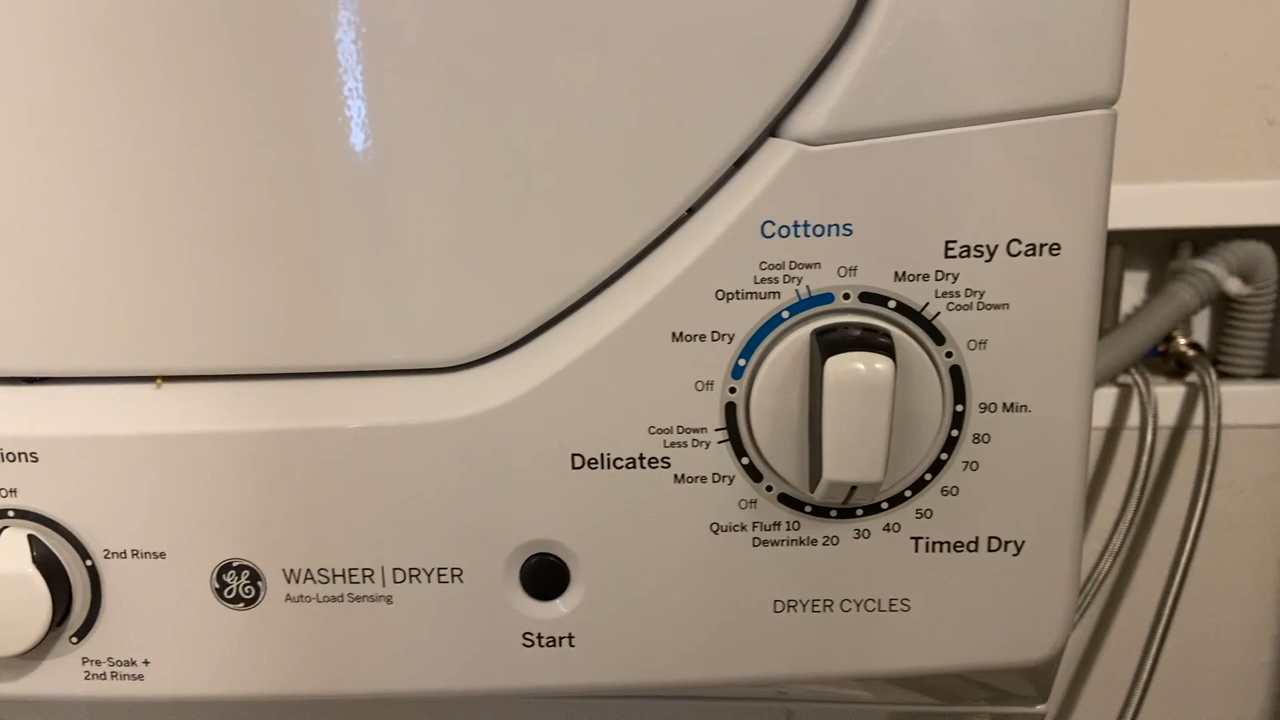 Cottons
Easy Care
Cool Down
Less Dry
Optimum
More Dry
Off
Off
More Dry
Less Dry
Cool Down
Off
90 Min.
80
70
60
50
40
30
Dewrinkle 20
Quick Fluff 10
Timed Dry
Off
Cool Down
Less Dry
Delicates
More Dry
DRYER CYCLES
ions
Off
2nd Rinse
Pre-Soak +
2nd Rinse
GE
WASHER | DRYER
Auto-Load Sensing
Start